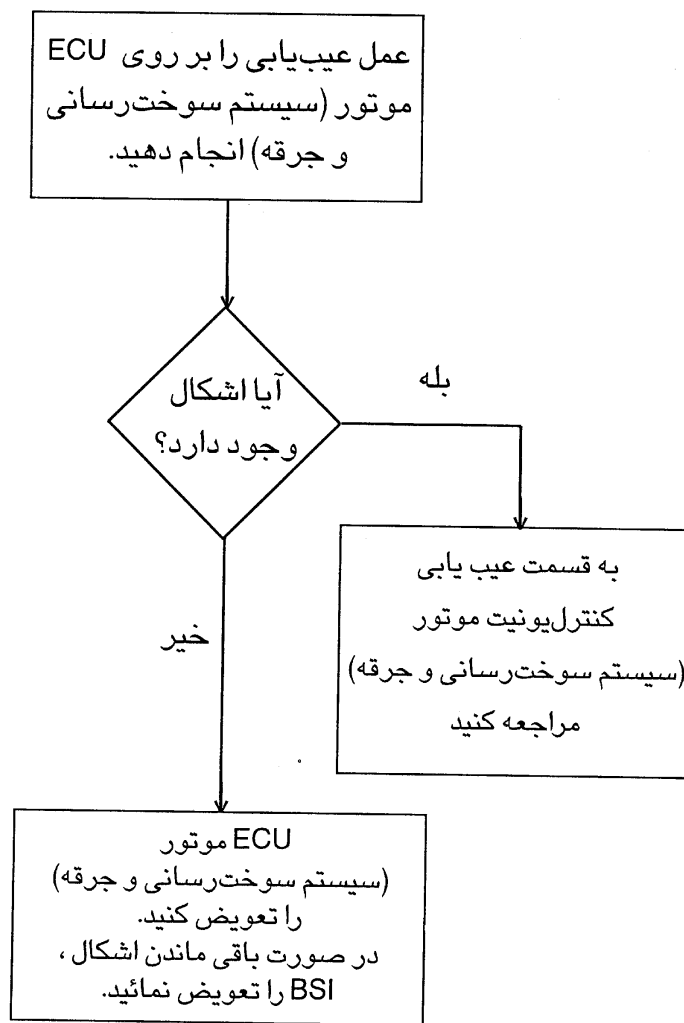 عمل عیب‌یابی را بر روی ECU
موتور (سیستم سوخت‌رسانی
و جرقه) انجام دهید.
آیا اشکال
وجود دارد؟
بله
به قسمت عیب یابی
کنترل‌یونیت موتور
(سیستم سوخت‌رسانی و جرقه)
مراجعه کنید
خیر
ECU موتور
(سیستم سوخت‌رسانی و جرقه)
را تعویض کنید.
در صورت باقی ماندن اشکال ،
BSI را تعویض نمائید.